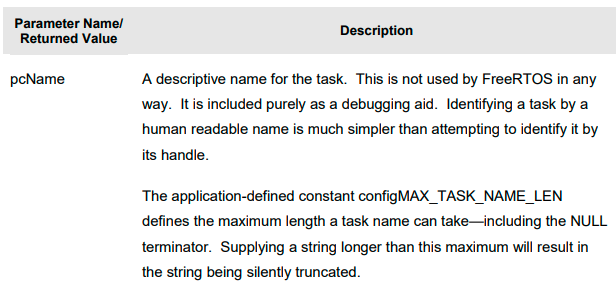 Parameter Name/
Returned Value
Description
pcName
A descriptive name for the task. This is not used by FreeRTOS in any
way. It is included purely as a debugging aid. Identifying a task by a
human readable name is much simpler than attempting to identify it by
its handle.
The application-defined constant configMAX_TASK_NAME_LEN
defines the maximum length a task name can take—including the NULL
terminator. Supplying a string longer than this maximum will result in
the string being silently truncated.